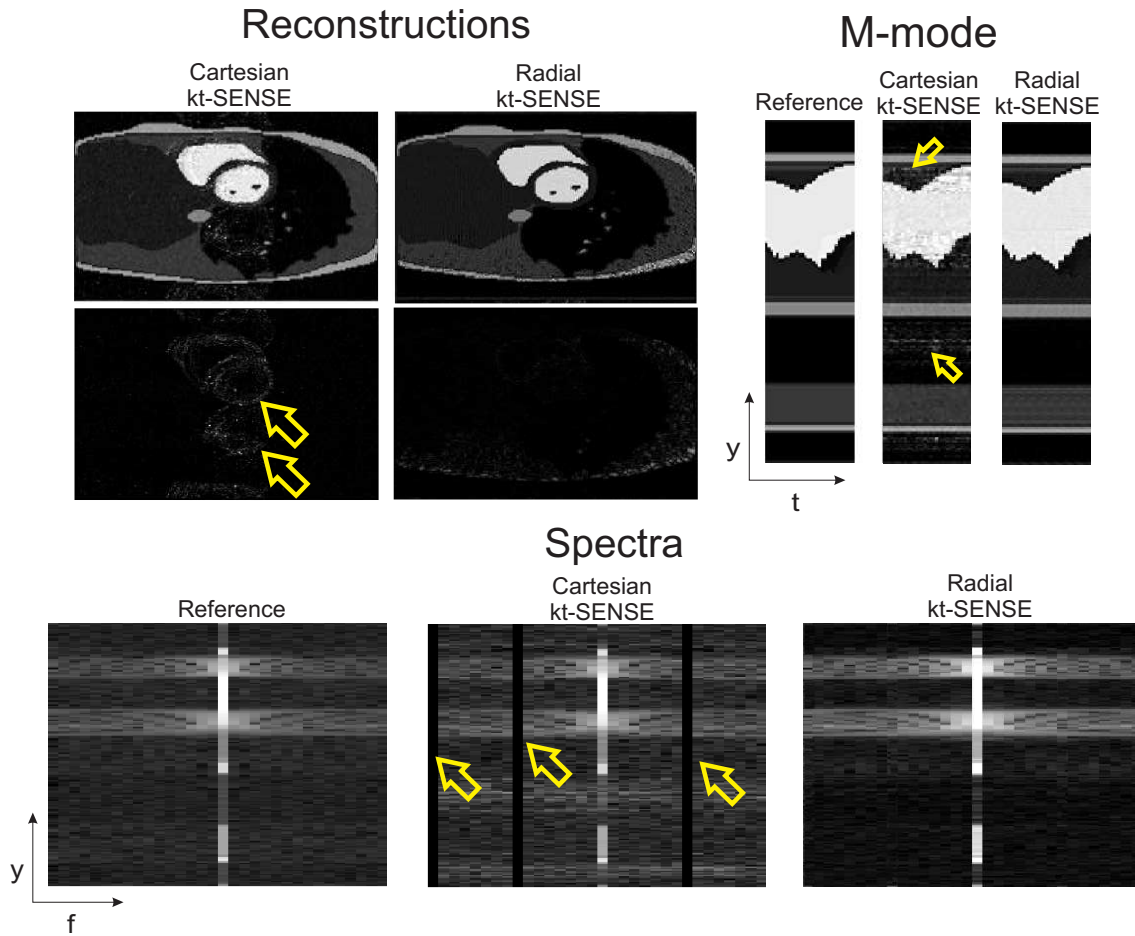 Reconstructions
M-mode
Cartesian
kt-SENSE
Radial
kt-SENSE
Reference
Cartesian
kt-SENSE
Radial
kt-SENSE
y
t
Spectra
Reference
Cartesian
kt-SENSE
Radial
kt-SENSE
y
f